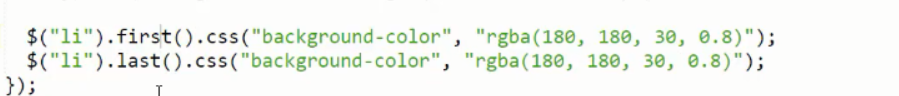 $("li").first().css("background-color", "rgba(180, 180, 30, 0.8)");
$("li").last().css("background-color", "rgba(180, 180, 30, 0.8)");
});